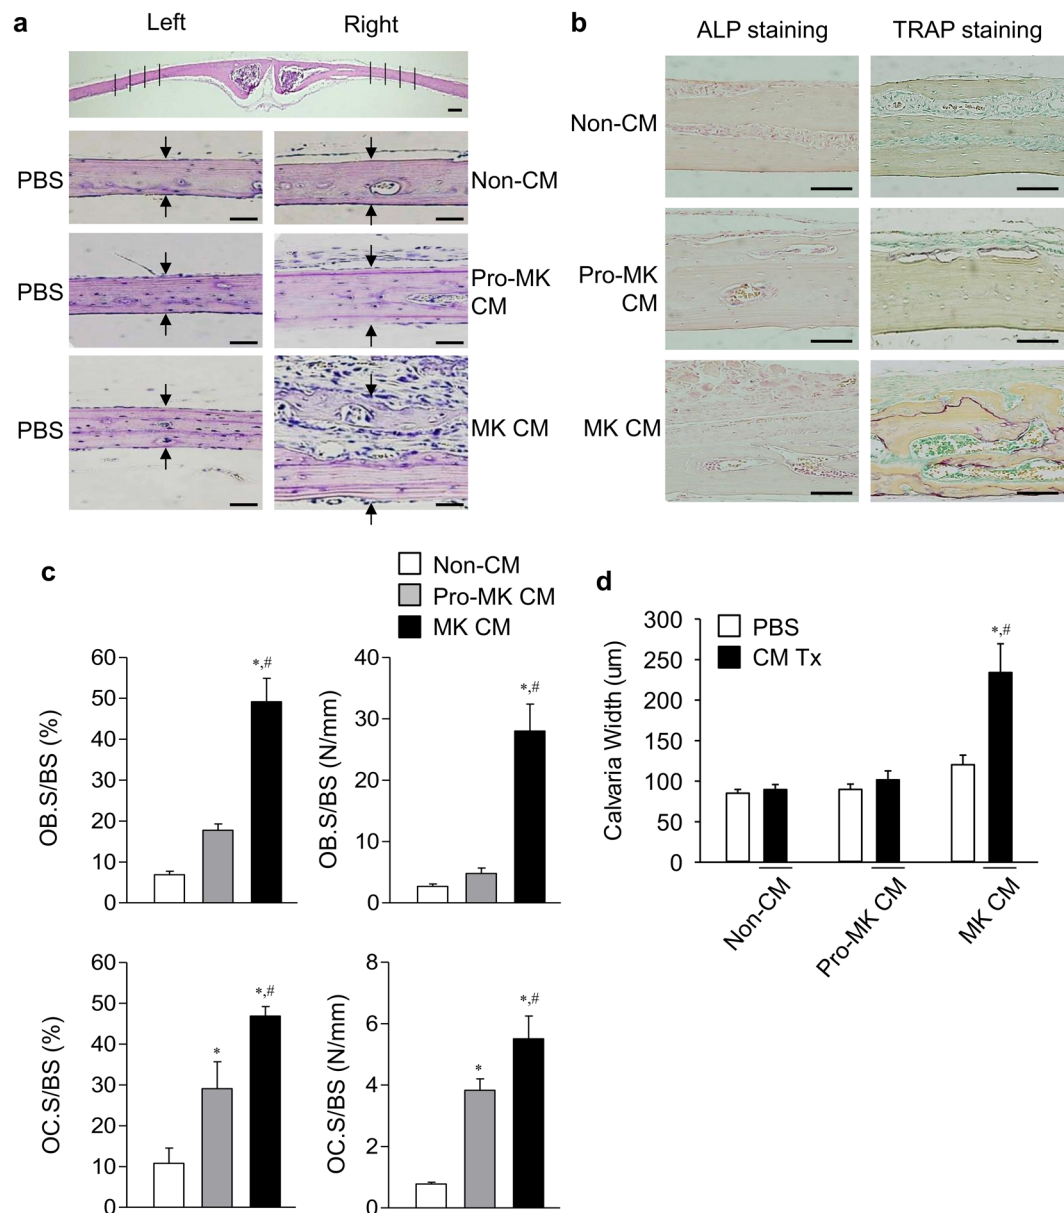 a
Left
Right
PBS
Non-CM
PBS
Pro-MK
CM
PBS
MK CM
b
ALP staining
TRAP staining
Non-CM
Pro-MK
CM
MK CM
c
Non-CM
Pro-MK CM
MK CM
OB.S/BS (%)
60
50
40
30
20
10
0
*,#
OB.S/BS (N/mm)
40
30
20
10
0
*,#
OC.S/BS (%)
60
50
40
30
20
10
0
*
*,#
OC.S/BS (N/mm)
8
6
4
2
0
*
*,#
d
PBS
CM Tx
Calvaria Width (um)
300
250
200
150
100
50
0
*,#
Non-CM
Pro-MK CM
MK CM